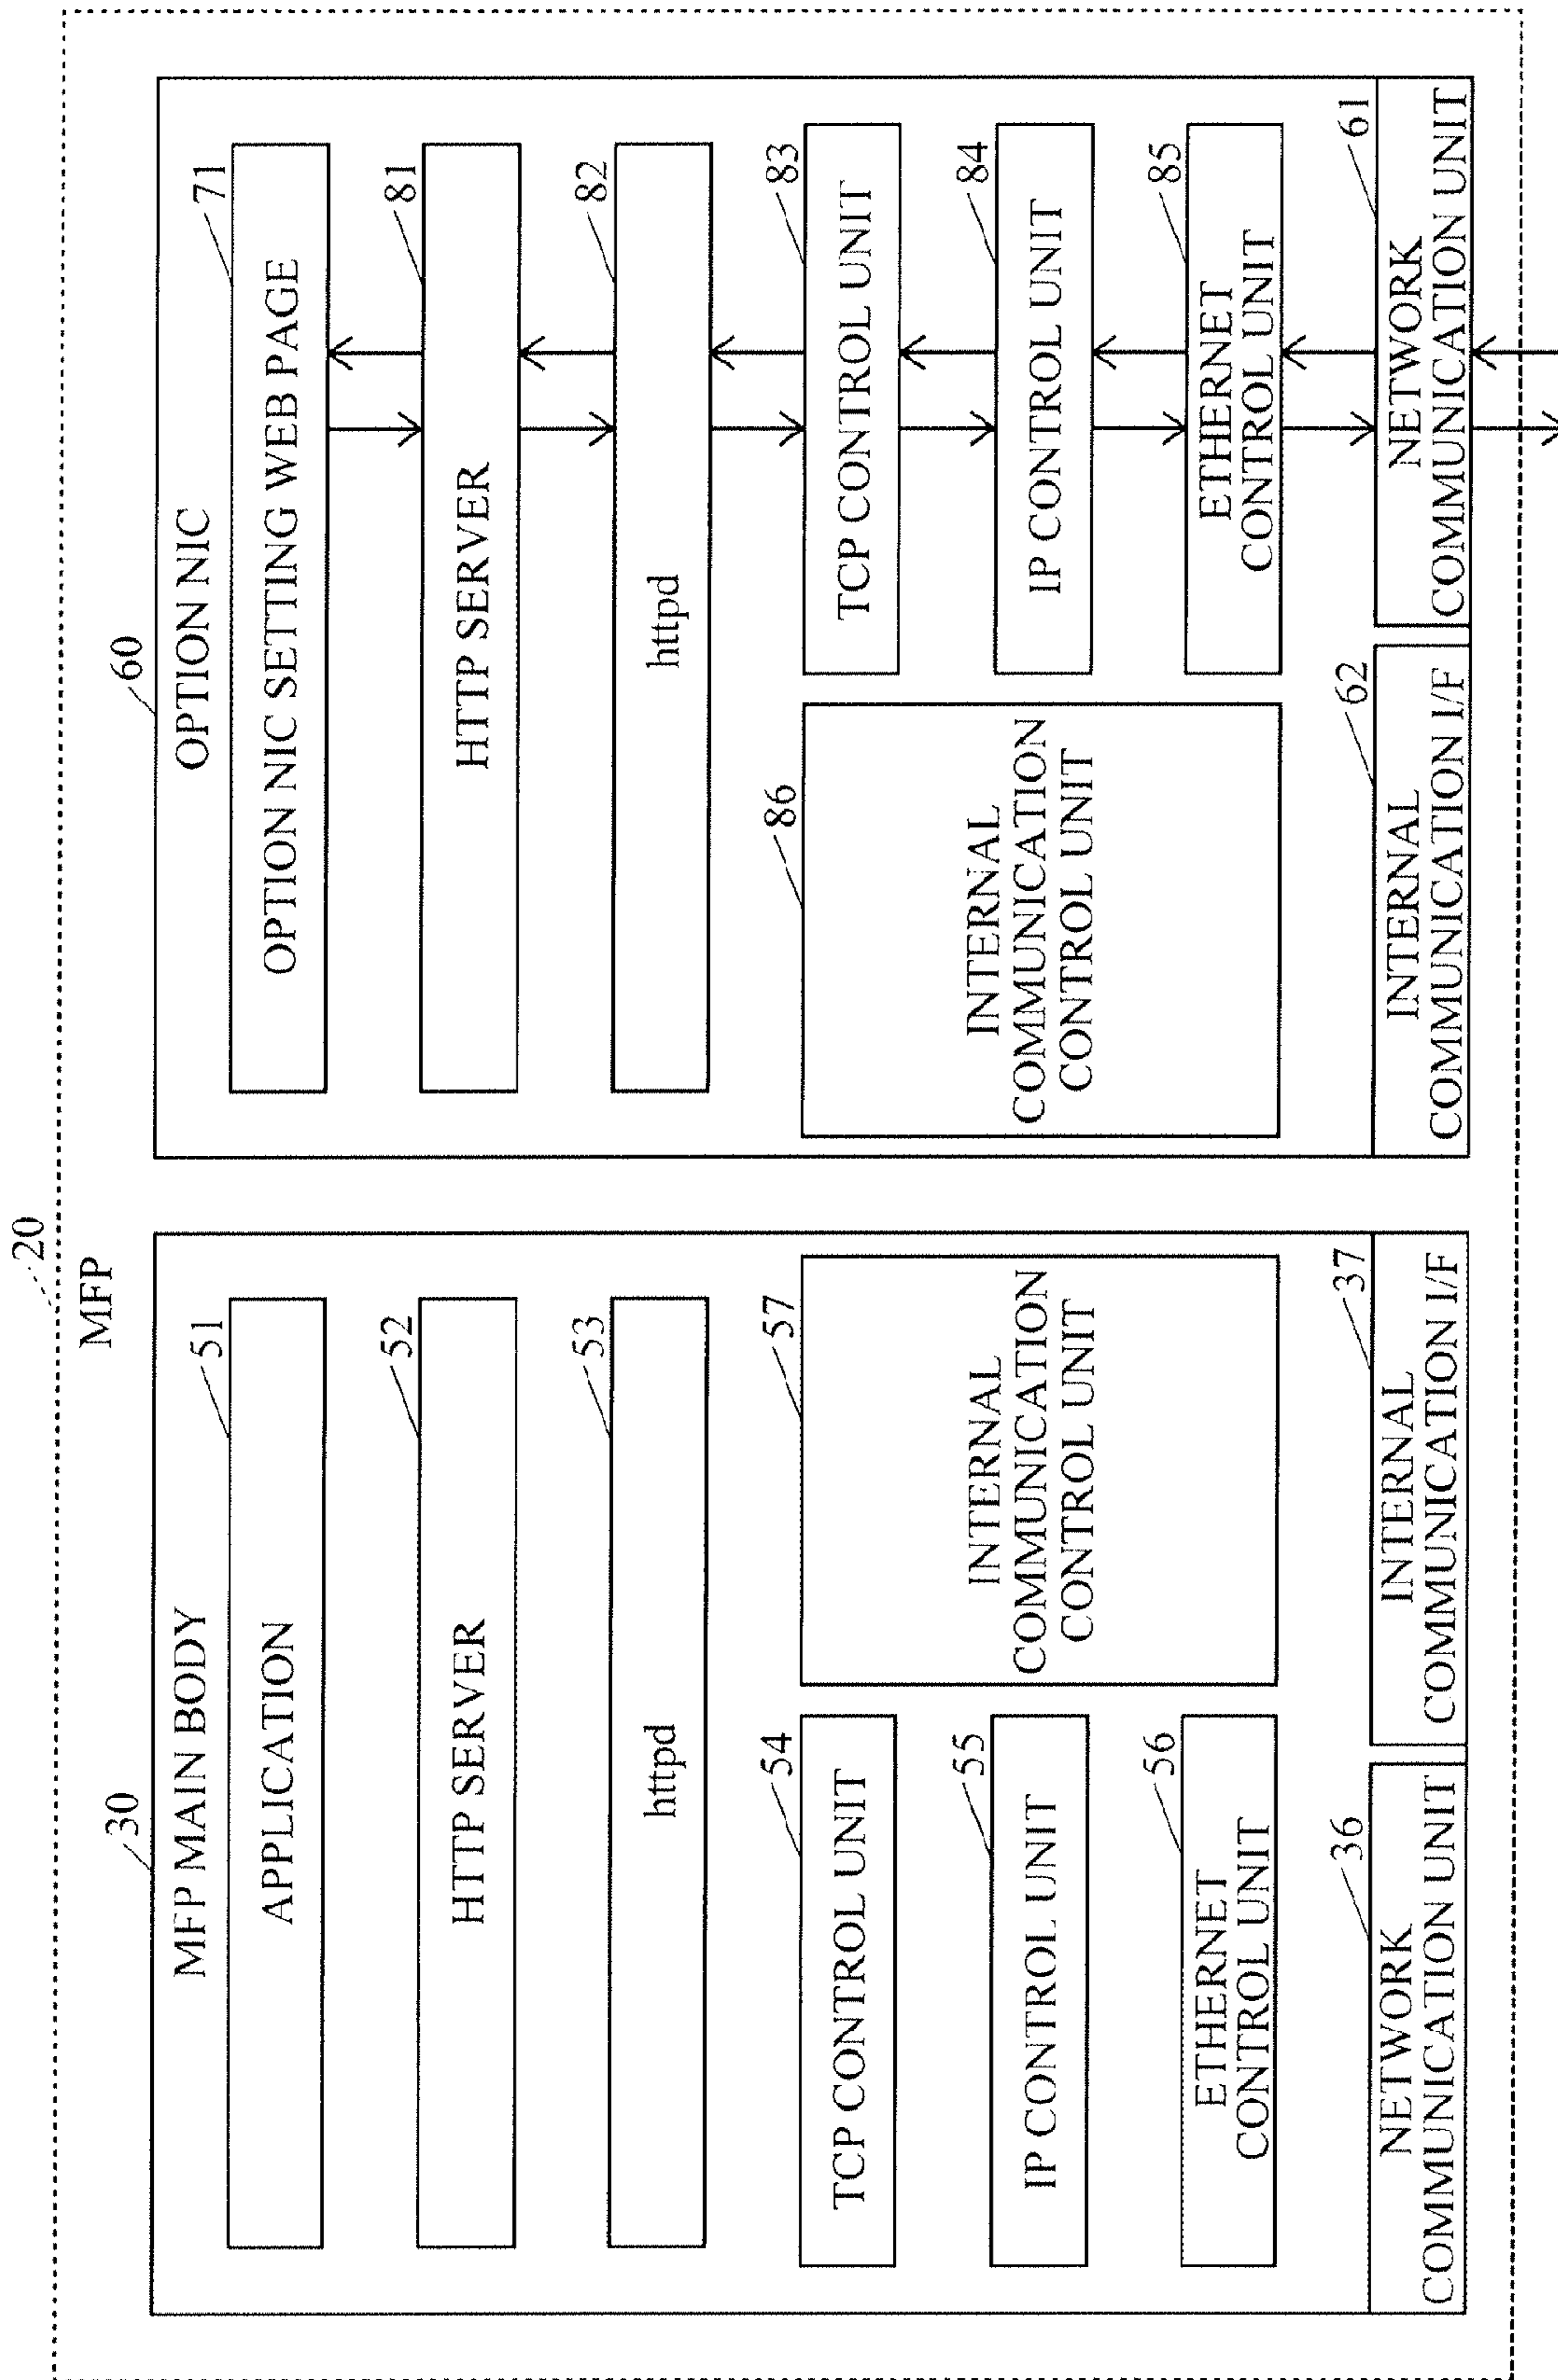 20
MFP
30
MFP MAIN BODY
51
APPLICATION
52
HTTP SERVER
53
httpd
54
TCP CONTROL UNIT
55
IP CONTROL UNIT
56
ETHERNET
CONTROL UNIT
57
INTERNAL
COMMUNICATION
CONTROL UNIT
36
NETWORK
COMMUNICATION UNIT
37
INTERNAL
COMMUNICATION I/F
60
OPTION NIC
71
OPTION NIC SETTING WEB PAGE
81
HTTP SERVER
82
httpd
86
INTERNAL
COMMUNICATION
CONTROL UNIT
83
TCP CONTROL UNIT
84
IP CONTROL UNIT
85
ETHERNET
CONTROL UNIT
62
INTERNAL
COMMUNICATION I/F
61
NETWORK
COMMUNICATION UNIT